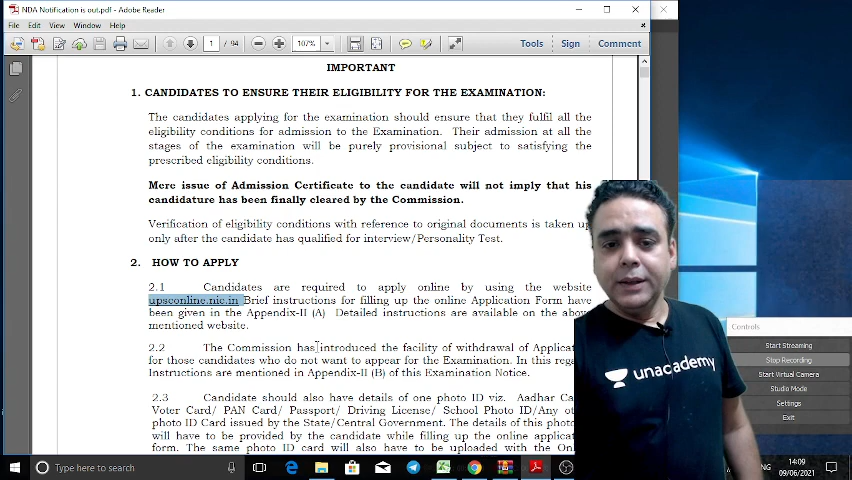 NDA Notification is out.pdf - Adobe Reader
File Edit View Window Help
1 / 94 107% Tools Sign Comment
IMPORTANT
1. CANDIDATES TO ENSURE THEIR ELIGIBILITY FOR THE EXAMINATION:
The candidates applying for the examination should ensure that they fulfil all the
eligibility conditions for admission to the Examination. Their admission at all the
stages of the examination will be purely provisional subject to satisfying the
prescribed eligibility conditions.
Mere issue of Admission Certificate to the candidate will not imply that his
candidature has been finally cleared by the Commission.
Verification of eligibility conditions with reference to original documents is taken up
only after the candidate has qualified for interview/Personality Test.
2. HOW TO APPLY
2.1 Candidates are required to apply online by using the website
upsconline.nic.in Brief instructions for filling up the online Application Form have
been given in the Appendix-II (A) Detailed instructions are available on the above
mentioned website.
2.2 The Commission has introduced the facility of withdrawal of
for those candidates who do not want to appear for the Examination. In this
Instructions are mentioned in Appendix-II (B) of this Examination Notice.
2.3 Candidate should also have details of one photo ID viz. Aadhar
Voter Card/ PAN Card/ Passport/ Driving License/ School Photo ID/Any
photo ID Card issued by the State/Central Government. The details of this
will have to be provided by the candidate while filling up the online
form. The same photo ID card will also have to be uploaded with the
unacademy
Controls
Start Streaming
Stop Recording
Start Virtual Camera
Studio Mode
Settings
Exit
Type here to search
14:09
09/06/2021